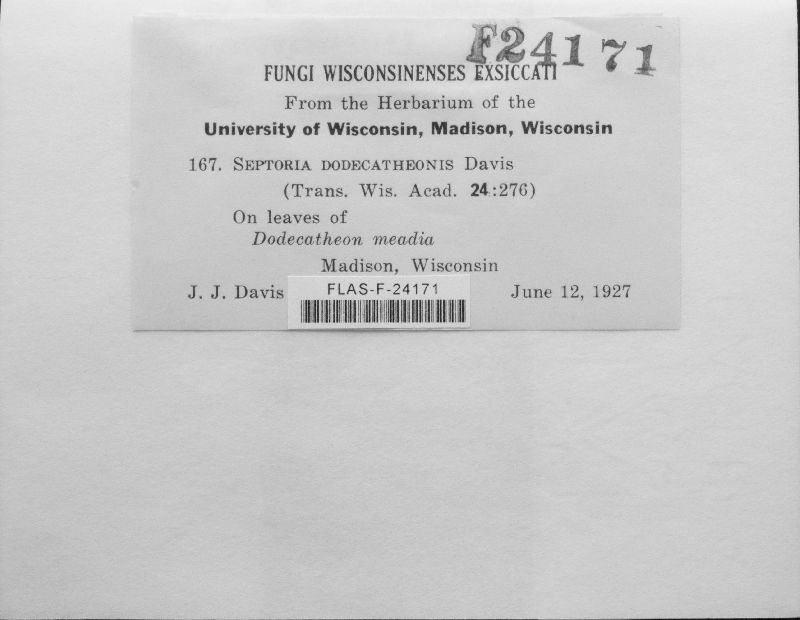 F24171
FUNGI WISCONSINENSES EXSICCATI
From the Herbarium of the
University of Wisconsin, Madison, Wisconsin
167. SEPTORIA DODECATHEONIS Davis
(Trans. Wis. Acad. 24:276)
On leaves of
Dodecatheon meadia
Madison, Wisconsin
J. J. Davis June 12, 1927
FLAS-F-24171